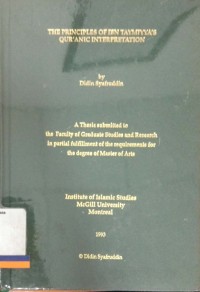 THE PRINCIPLES OF IBN TAYMIYYA'S
QUR'ANIC INTERPRETATION
by
Didin Syafruddin
A Thesis submitted to
the Faculty of Graduate Studies and Research
in partial fulfillment of the requirements for
the degree of Master of Arts
Institute of Islamic Studies
McGill University
Montreal
1993
© Didin Syafruddin